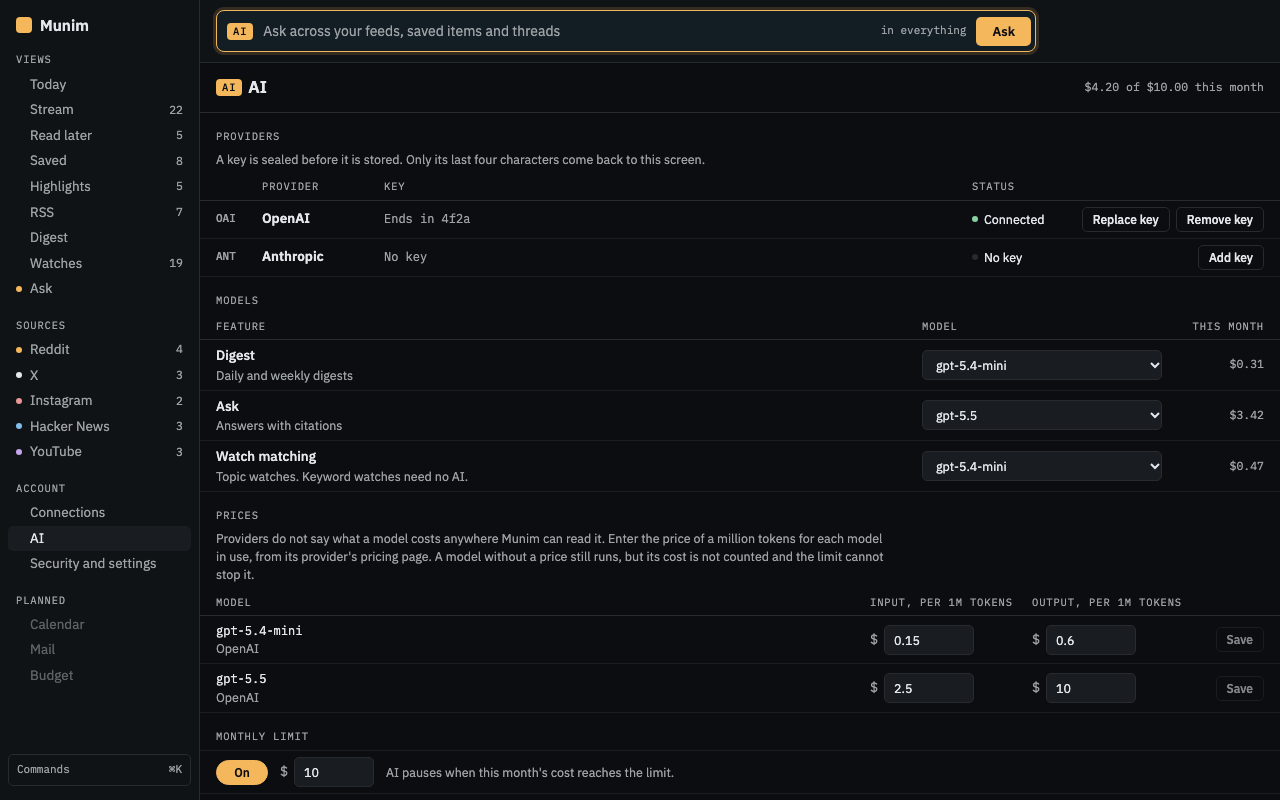 Munim
VIEWS
Today
Stream 22
Read later 5
Saved 8
Highlights 5
RSS 7
Digest
Watches 19
Ask
SOURCES
Reddit 4
X 3
Instagram 2
Hacker News 3
YouTube 3
ACCOUNT
Connections
AI
Security and settings
PLANNED
Calendar
Mail
Budget
Commands ⌘K
AI Ask across your feeds, saved items and threads in everything Ask
AI AI $4.20 of $10.00 this month
PROVIDERS
A key is sealed before it is stored. Only its last four characters come back to this screen.
PROVIDER KEY STATUS
OAI OpenAI Ends in 4f2a Connected Replace key Remove key
ANT Anthropic No key No key Add key
MODELS
FEATURE MODEL THIS MONTH
Digest
Daily and weekly digests
gpt-5.4-mini $0.31
Ask
Answers with citations
gpt-5.5 $3.42
Watch matching
Topic watches. Keyword watches need no AI.
gpt-5.4-mini $0.47
PRICES
Providers do not say what a model costs anywhere Munim can read it. Enter the price of a million tokens for each model
in use, from its provider's pricing page. A model without a price still runs, but its cost is not counted and the limit cannot
stop it.
MODEL INPUT, PER 1M TOKENS OUTPUT, PER 1M TOKENS
gpt-5.4-mini
OpenAI
$ 0.15 $ 0.6 Save
gpt-5.5
OpenAI
$ 2.5 $ 10 Save
MONTHLY LIMIT
On $ 10 AI pauses when this month's cost reaches the limit.